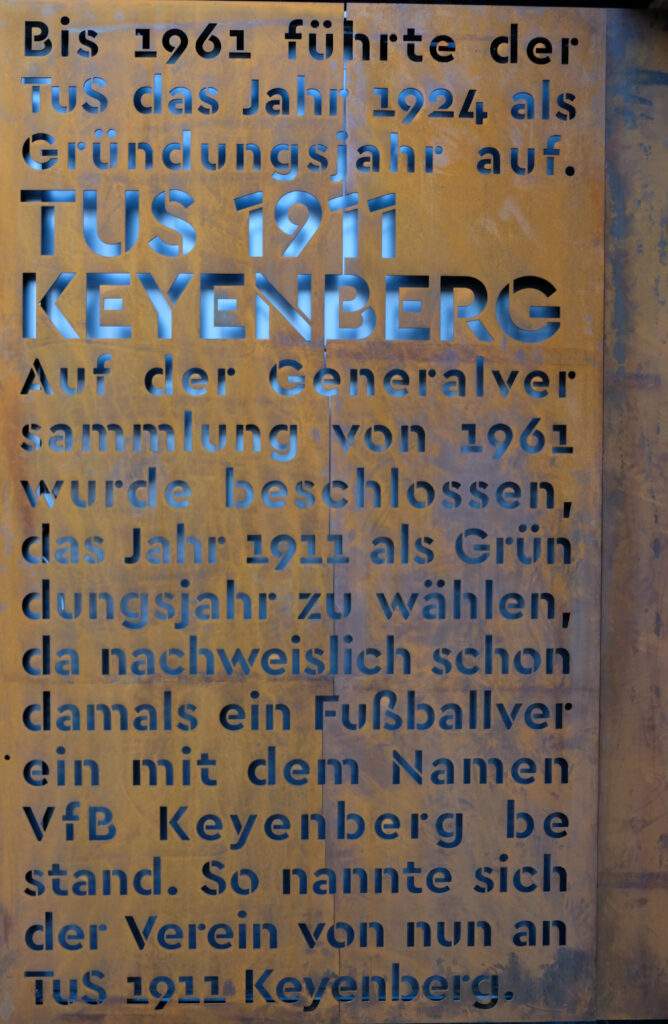 Bis 1961 führte der
TuS das Jahr 1924 als
Gründungsjahr auf.
TUS 1911
KEYENBERG
Auf der Generalver
sammlung von 1961
wurde beschlossen,
das Jahr 1911 als Grün
dungsjahr zu wählen,
da nachweislich schon
damals ein Fußballver
ein mit dem Namen
VfB Keyenberg be
stand. So nannte sich
der Verein von nun an
TuS 1911 Keyenberg.